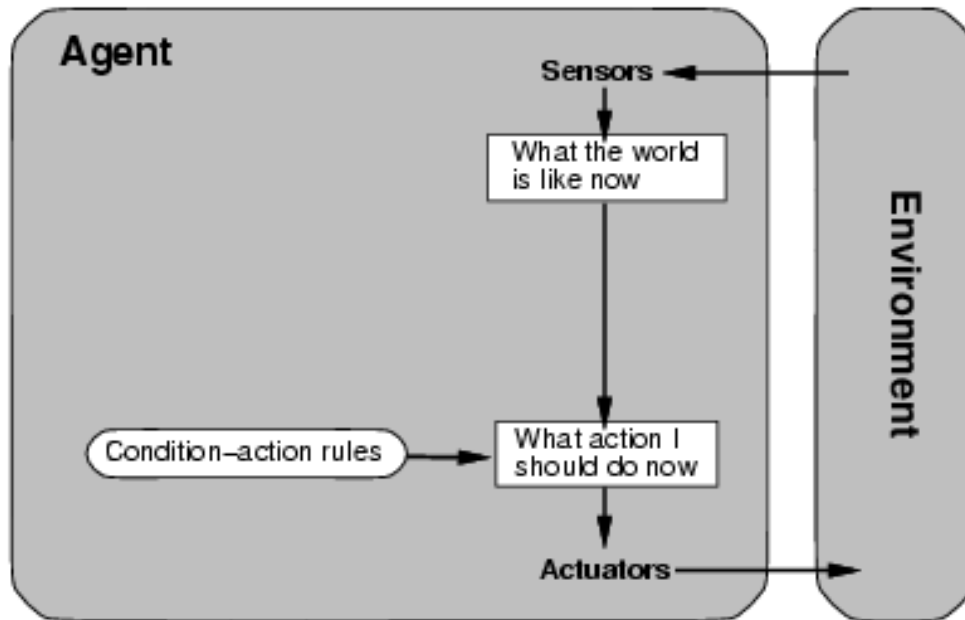 Agent
Sensors
What the world
is like now
Environment
Condition–action rules
What action I
should do now
Actuators